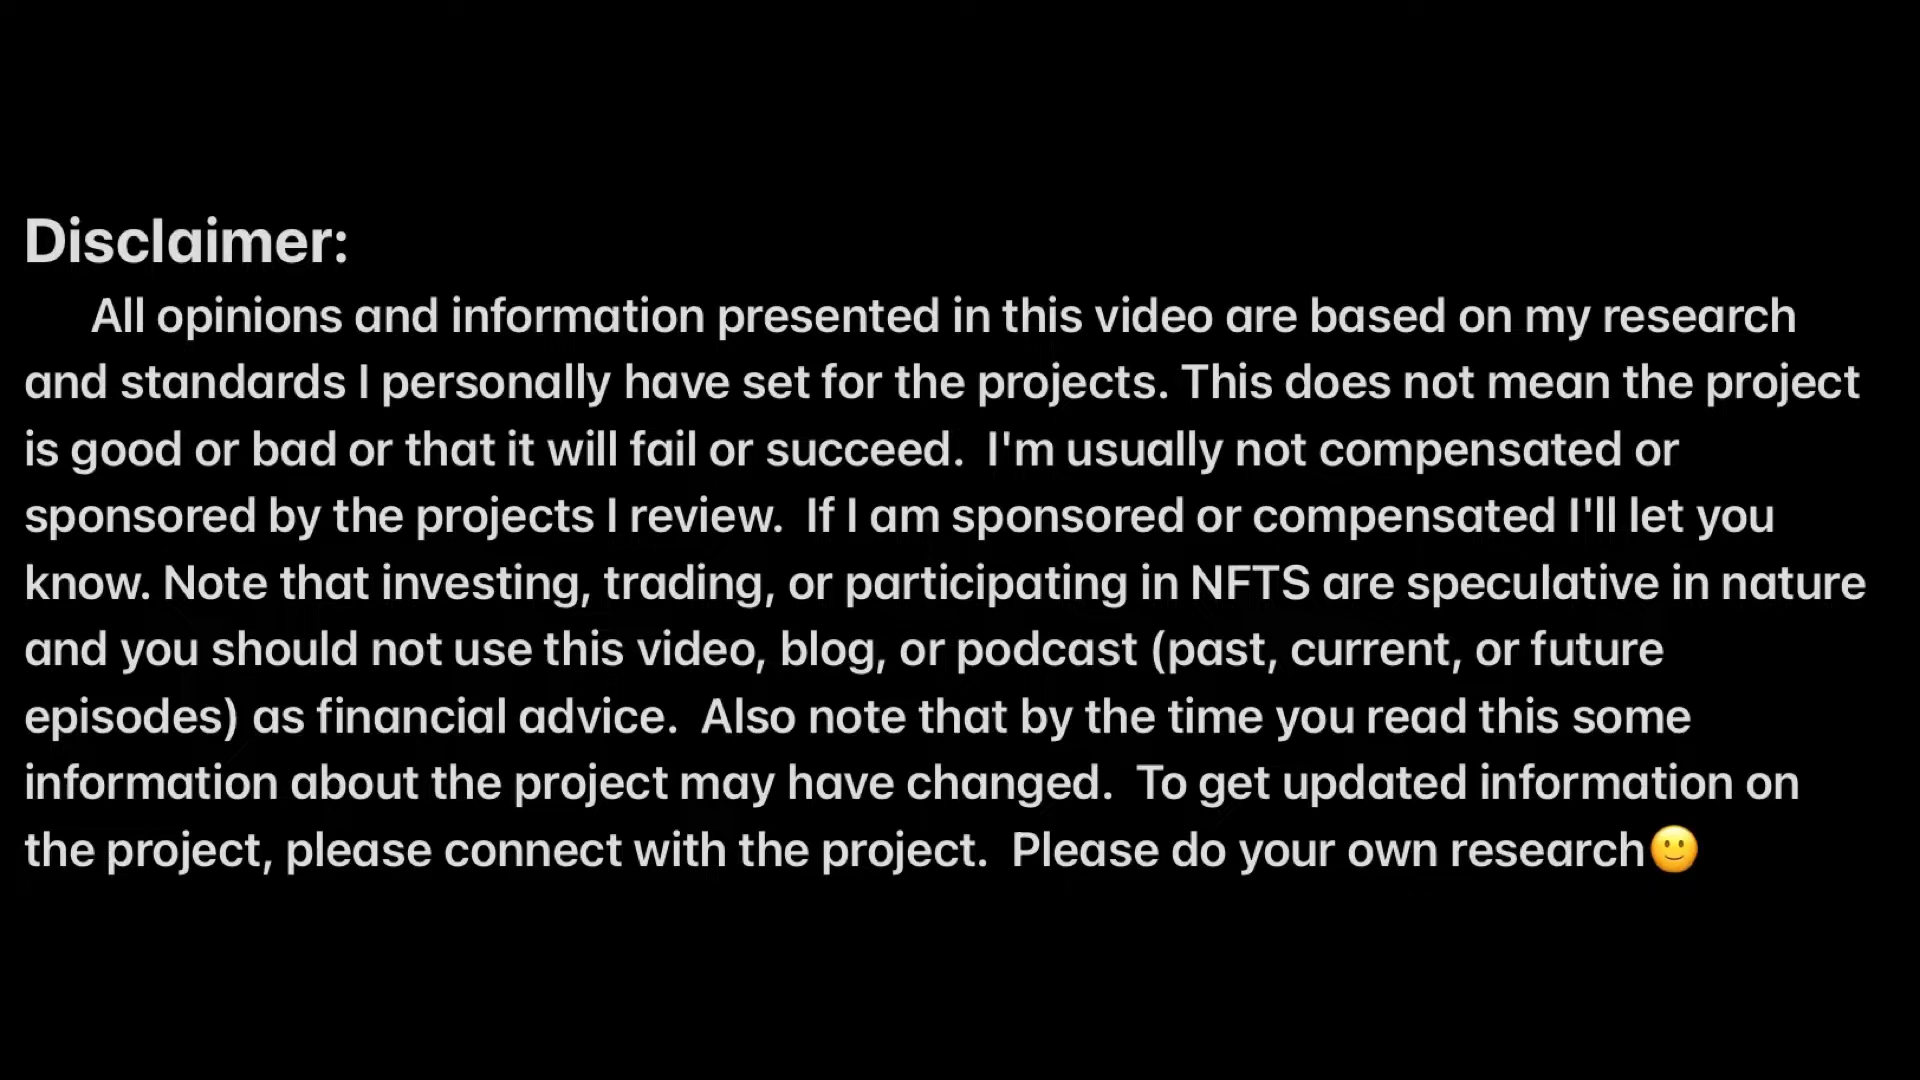 Disclaimer:
All opinions and information presented in this video are based on my research
and standards I personally have set for the projects. This does not mean the project
is good or bad or that it will fail or succeed.  I'm usually not compensated or
sponsored by the projects I review.  If I am sponsored or compensated I'll let you
know. Note that investing, trading, or participating in NFTS are speculative in nature
and you should not use this video, blog, or podcast (past, current, or future
episodes) as financial advice.  Also note that by the time you read this some
information about the project may have changed.  To get updated information on
the project, please connect with the project.  Please do your own research🙂